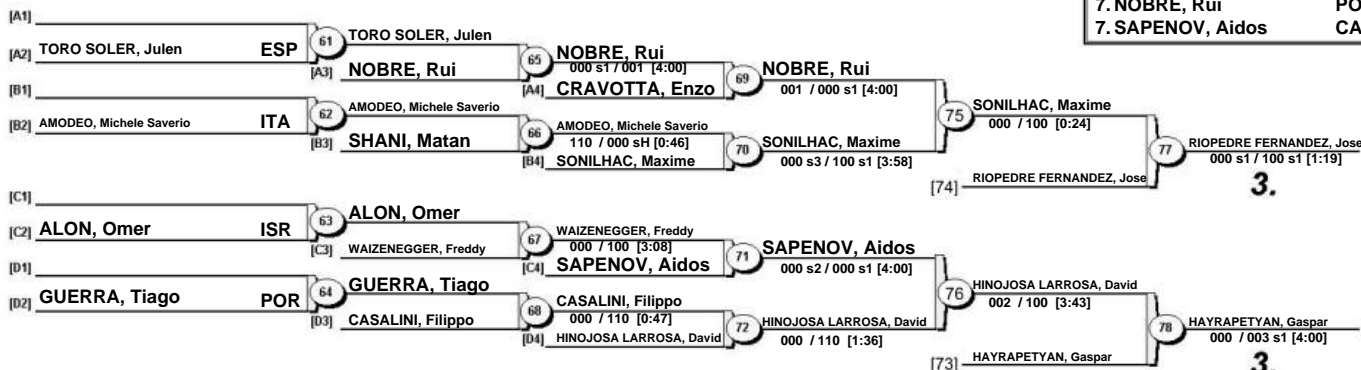 7. NOBRE, Rui PO
7. SAPENOV, Aidos CA
[A1]
[A2] TORO SOLER, Julen ESP
61 TORO SOLER, Julen
[A3] NOBRE, Rui
65 NOBRE, Rui
000 s1 / 001 [4:00]
[A4] CRAVOTTA, Enzo
69 NOBRE, Rui
001 / 000 s1 [4:00]
[B1]
[B2] AMODEO, Michele Saverio ITA
62 AMODEO, Michele Saverio
[B3] SHANI, Matan
66 AMODEO, Michele Saverio
110 / 000 sH [0:46]
[B4] SONILHAC, Maxime
70 SONILHAC, Maxime
000 s3 / 100 s1 [3:58]
75 SONILHAC, Maxime
000 / 100 [0:24]
[74] RIOPEDRE FERNANDEZ, Jose
77 RIOPEDRE FERNANDEZ, Jose
000 s1 / 100 s1 [1:19]
3.
[C1]
[C2] ALON, Omer ISR
63 ALON, Omer
[C3] WAIZENEGGER, Freddy
67 WAIZENEGGER, Freddy
000 / 100 [3:08]
[C4] SAPENOV, Aidos
71 SAPENOV, Aidos
000 s2 / 000 s1 [4:00]
[D1]
[D2] GUERRA, Tiago POR
64 GUERRA, Tiago
[D3] CASALINI, Filippo
68 CASALINI, Filippo
000 / 110 [0:47]
[D4] HINOJOSA LARROSA, David
72 HINOJOSA LARROSA, David
000 / 110 [1:36]
76 HINOJOSA LARROSA, David
002 / 100 [3:43]
[73] HAYRAPETYAN, Gaspar
78 HAYRAPETYAN, Gaspar
000 / 003 s1 [4:00]
3.